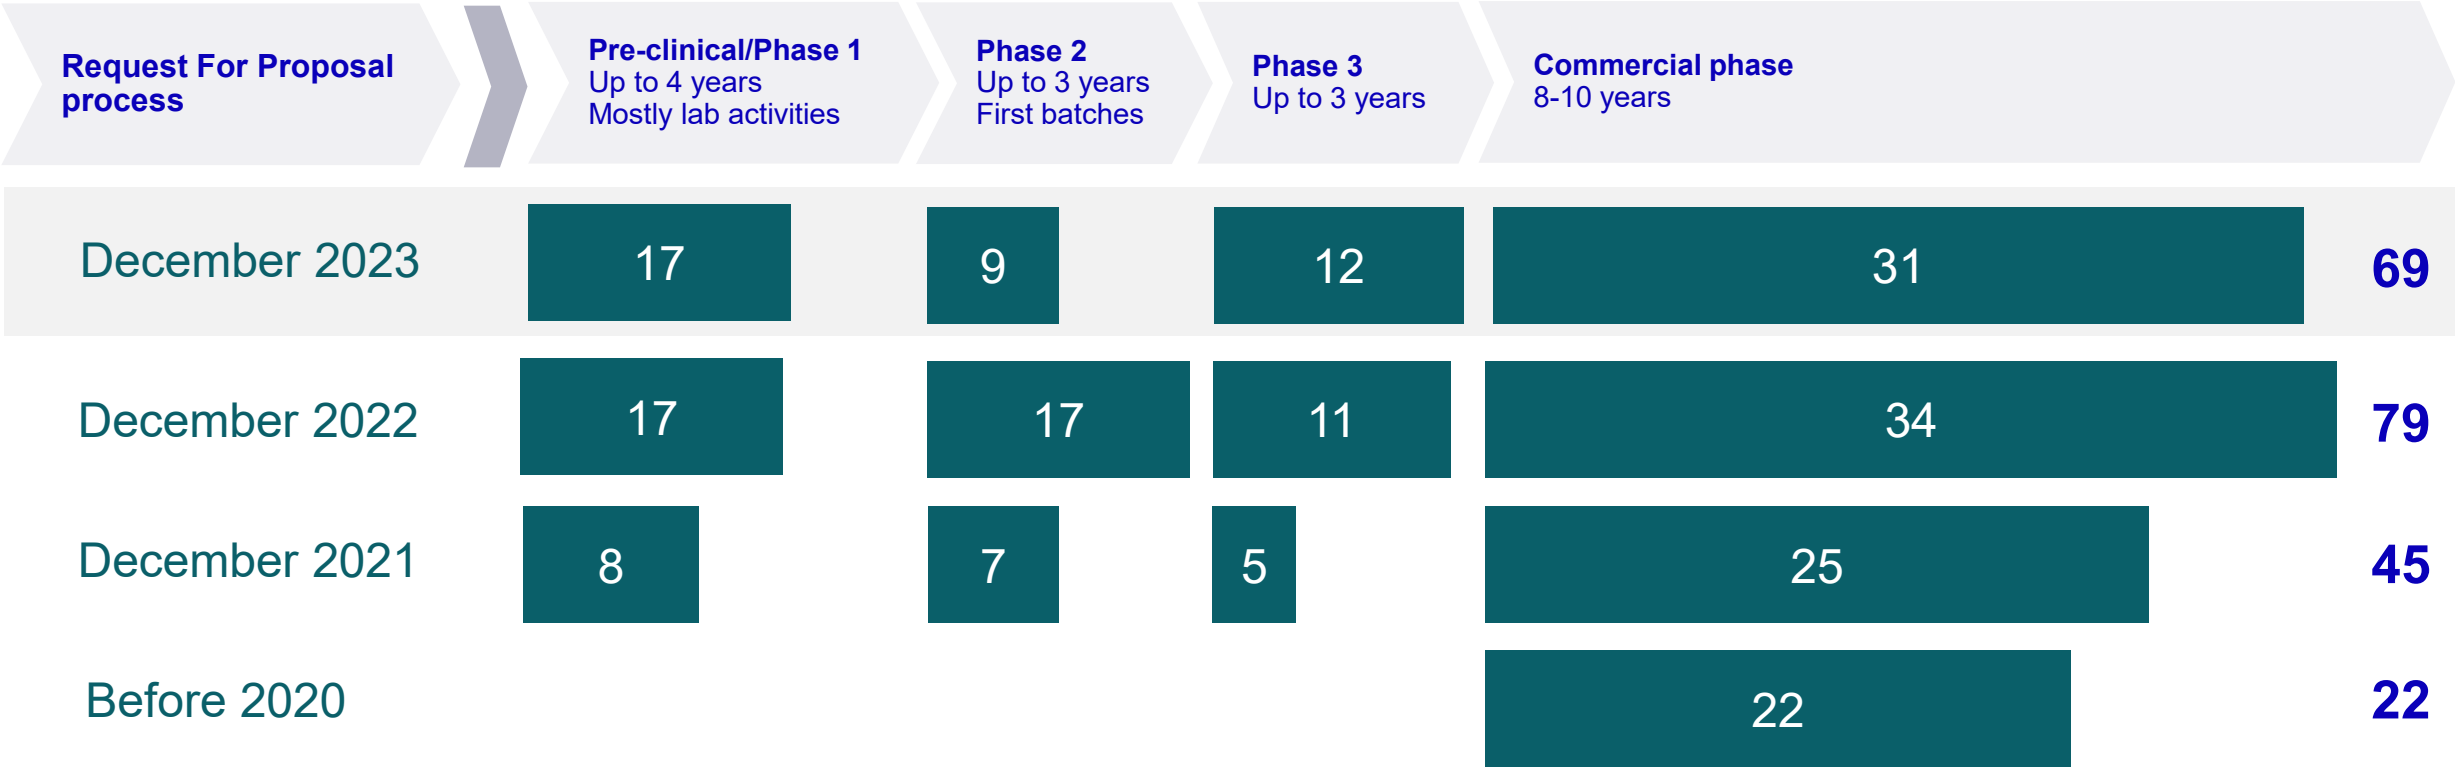 Request For Proposal
process
Pre-clinical/Phase 1
Up to 4 years
Mostly lab activities
Phase 2
Up to 3 years
First batches
Phase 3
Up to 3 years
Commercial phase
8-10 years
December 2023
17
9
12
31
69
December 2022
17
17
11
34
79
December 2021
8
7
5
25
45
Before 2020
22
22